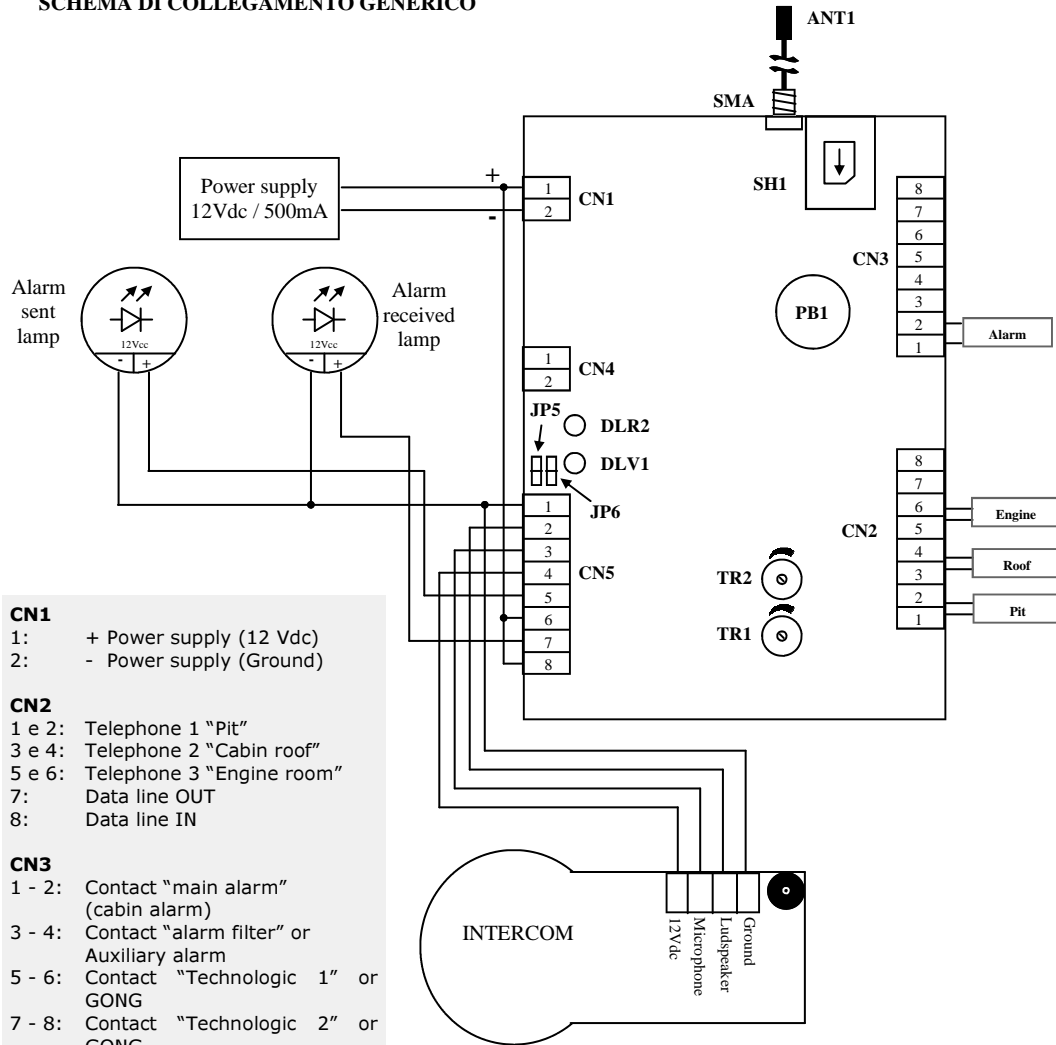 SCHEMA DI COLLEGAMENTO GENERICO
ANT1
SMA
SH1
Power supply
12Vdc / 500mA
+
-
1
2
CN1
8
7
6
5
4
3
2
1
CN3
Alarm
PB1
Alarm
sent
lamp
12Vcc
- +
Alarm
received
lamp
12Vcc
- +
1
2
CN4
JP5
DLR2
DLV1
JP6
1
2
3
4
5
6
7
8
CN5
8
7
6
5
4
3
2
1
CN2
Engine
Roof
Pit
TR2
TR1
CN1
1: + Power supply (12 Vdc)
2: - Power supply (Ground)
CN2
1 e 2: Telephone 1 “Pit”
3 e 4: Telephone 2 “Cabin roof”
5 e 6: Telephone 3 “Engine room”
7: Data line OUT
8: Data line IN
CN3
1 - 2: Contact “main alarm”
(cabin alarm)
3 - 4: Contact “alarm filter” or
Auxiliary alarm
5 - 6: Contact “Technologic 1” or
GONG
7 - 8: Contact “Technologic 2” or
GONG
INTERCOM
12Vdc
Microphone
Ludspeaker
Ground